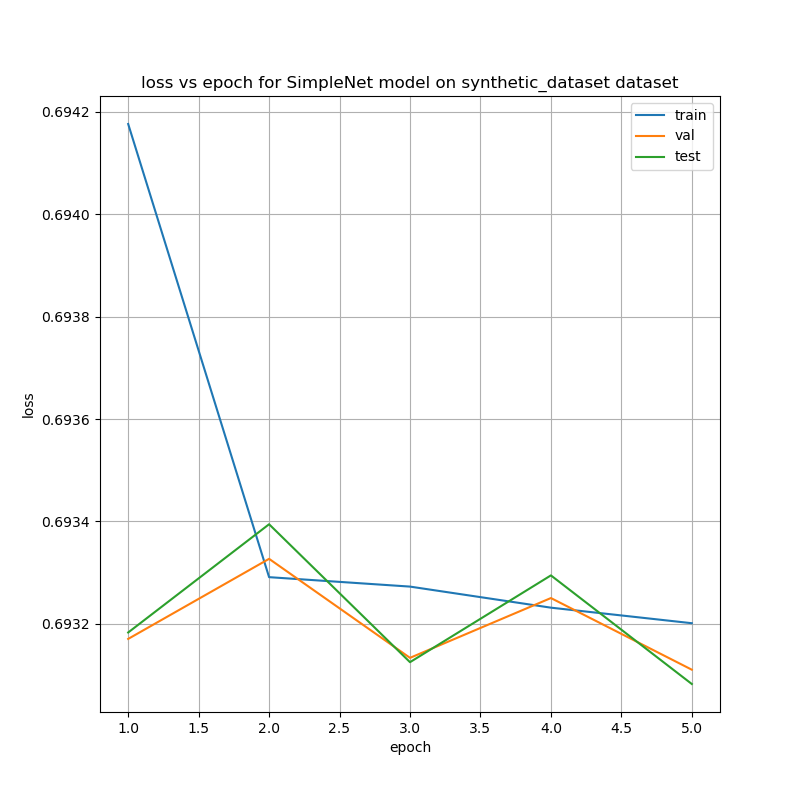 loss vs epoch for SimpleNet model on synthetic_dataset dataset
train
val
test
0.6942
0.6940
0.6938
0.6936
0.6934
0.6932
loss
1.0 1.5 2.0 2.5 3.0 3.5 4.0 4.5 5.0
epoch